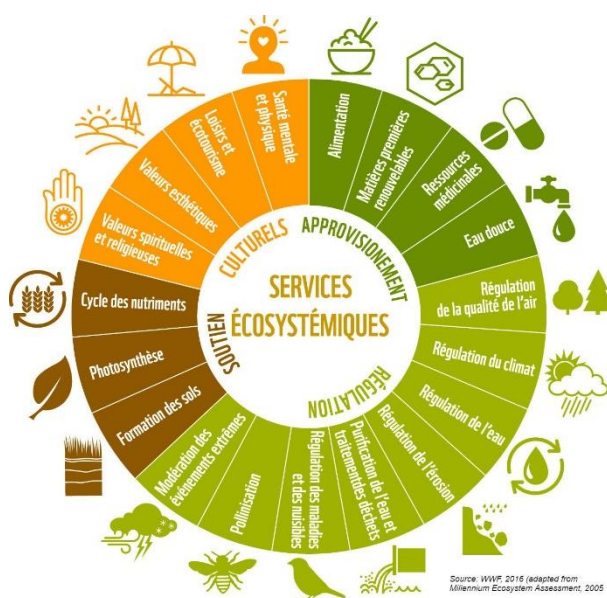 SERVICES
ÉCOSYSTÉMIQUES
CULTURELS
APPROVISIONEMENT
RÉGULATION
SOUTIEN
Alimentation
Matières premières
renouvelables
Ressources
médicinales
Eau douce
Régulation
de la qualité de l'air
Régulation du climat
Régulation de l'eau
Régulation de l'érosion
Purification de l'eau et
traitementtes déchets
Régulation des maladies
et des nuisibles
Pollinisation
Modération des
événements extrêmes
Formation des sols
Photosynthèse
Cycle des nutriments
Valeurs spirituelles
et religieuses
Valeurs esthétiques
Loisirs et
écotourisme
Santé mentale
et physique
Source: WWF, 2016 (adapted from
Millennium Ecosystem Assessment, 2005